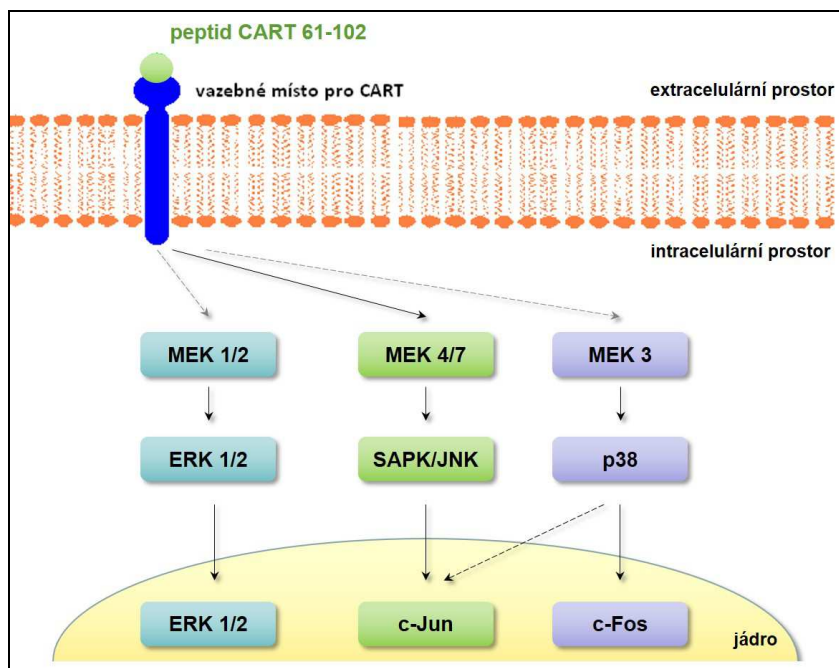 peptid CART 61-102
vazebné místo pro CART
extracelulární prostor
intracelulární prostor
MEK 1/2
MEK 4/7
MEK 3
ERK 1/2
SAPK/JNK
p38
ERK 1/2
c-Jun
c-Fos
jádro